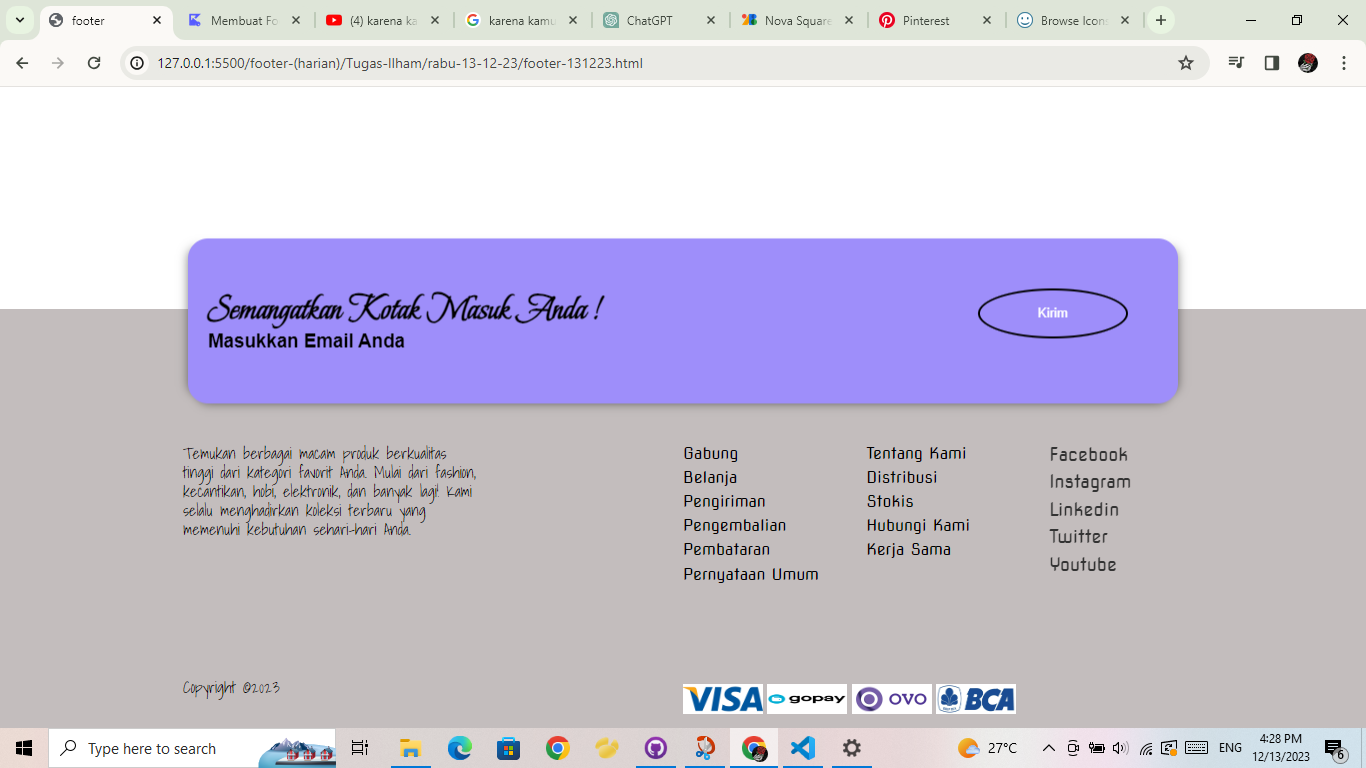 footer
Membuat Fo
(4) karena ka
karena kamu
ChatGPT
Nova Square
Pinterest
Browse Icons
127.0.0.1:5500/footer-(harian)/Tugas-Ilham/rabu-13-12-23/footer-131223.html
Semangatkan Kotak Masuk Anda !
Masukkan Email Anda
Kirim
Temukan berbagai macam produk berkualitas
tinggi dari kategori favorit Anda. Mulai dari fashion,
kecantikan, hobi, elektronik, dan banyak lagi! Kami
selalu menghadirkan koleksi terbaru yang
memenuhi kebutuhan sehari-hari Anda.
Gabung
Belanja
Pengiriman
Pengembalian
Pembataran
Pernyataan Umum
Tentang Kami
Distribusi
Stokis
Hubungi Kami
Kerja Sama
Facebook
Instagram
Linkedin
Twitter
Youtube
Copyright @2023
VISA
gopay
OVO
BCA
Type here to search
27°C
ENG
4:28 PM
12/13/2023
6